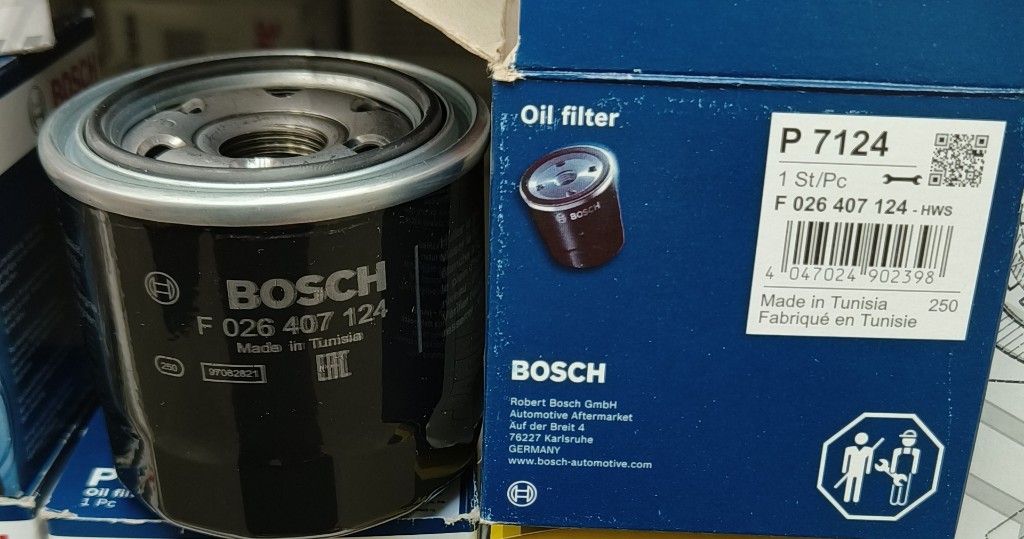 BOSCH
BOSCH
F 026 407 124
Made in Tunisia
250
97082821
EAC
P
Oil
1 Pc
Oil filter
BOSCH
P 7124
1 St/Pc
F 026 407 124 - HWS
4 047024 902398
Made in Tunisia 250
Fabriqué en Tunisie
BOSCH
Robert Bosch GmbH
Automotive Aftermarket
Auf der Breit 4
76227 Karlsruhe
GERMANY
www.bosch-automotive.com